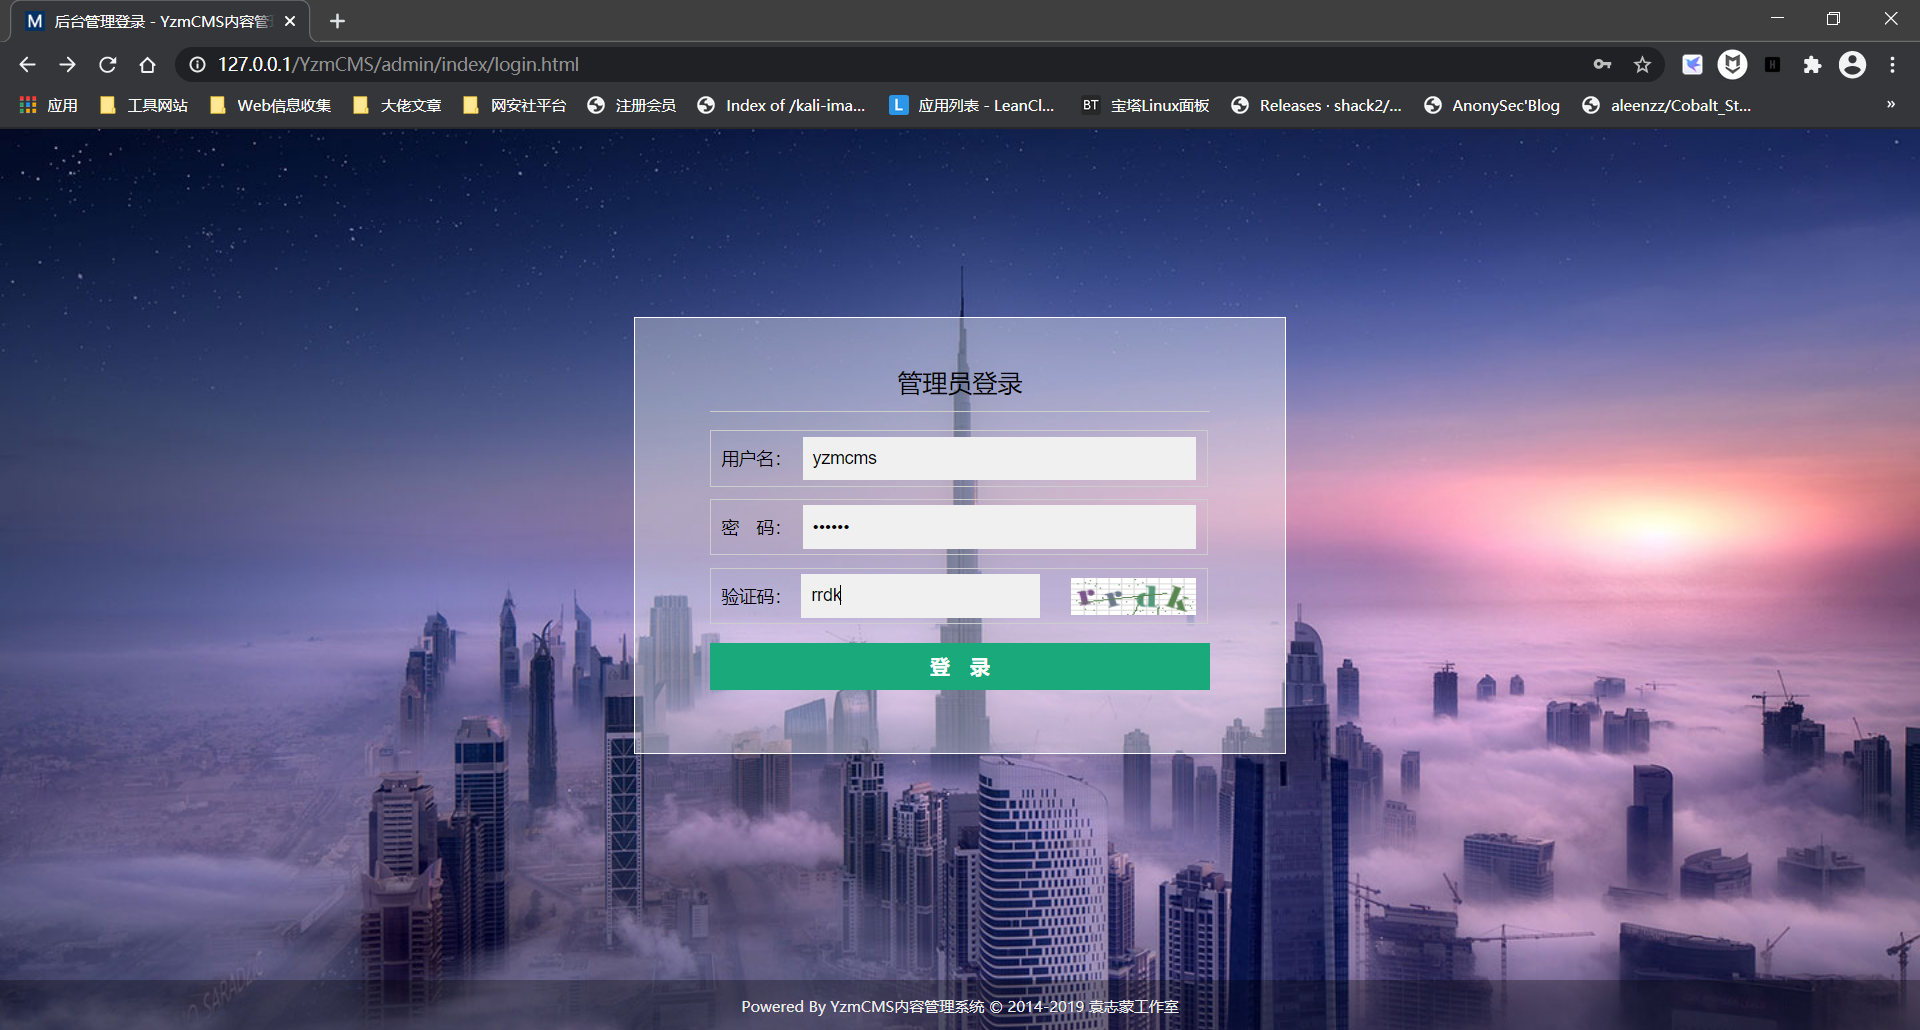 后台管理登录 - YzmCMS内容管
127.0.0.1/YzmCMS/admin/index/login.html
应用 工具网站 Web信息收集 大佬文章 网安社平台 注册会员 Index of /kali-ima... L 应用列表 - LeanCl... BT 宝塔Linux面板 Releases · shack2/... AnonySec'Blog aleenzz/Cobalt_St... »
管理员登录
用户名： yzmcms
密 码： ••••••
验证码： rrdk rrdk
登 录
Powered By YzmCMS内容管理系统 © 2014-2019 袁志蒙工作室